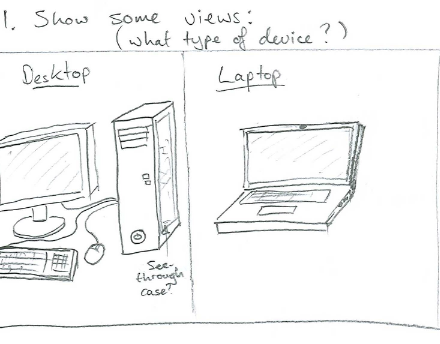 1. Show some views:
(what type of device?)
Desktop
Laptop
See-
through
case?